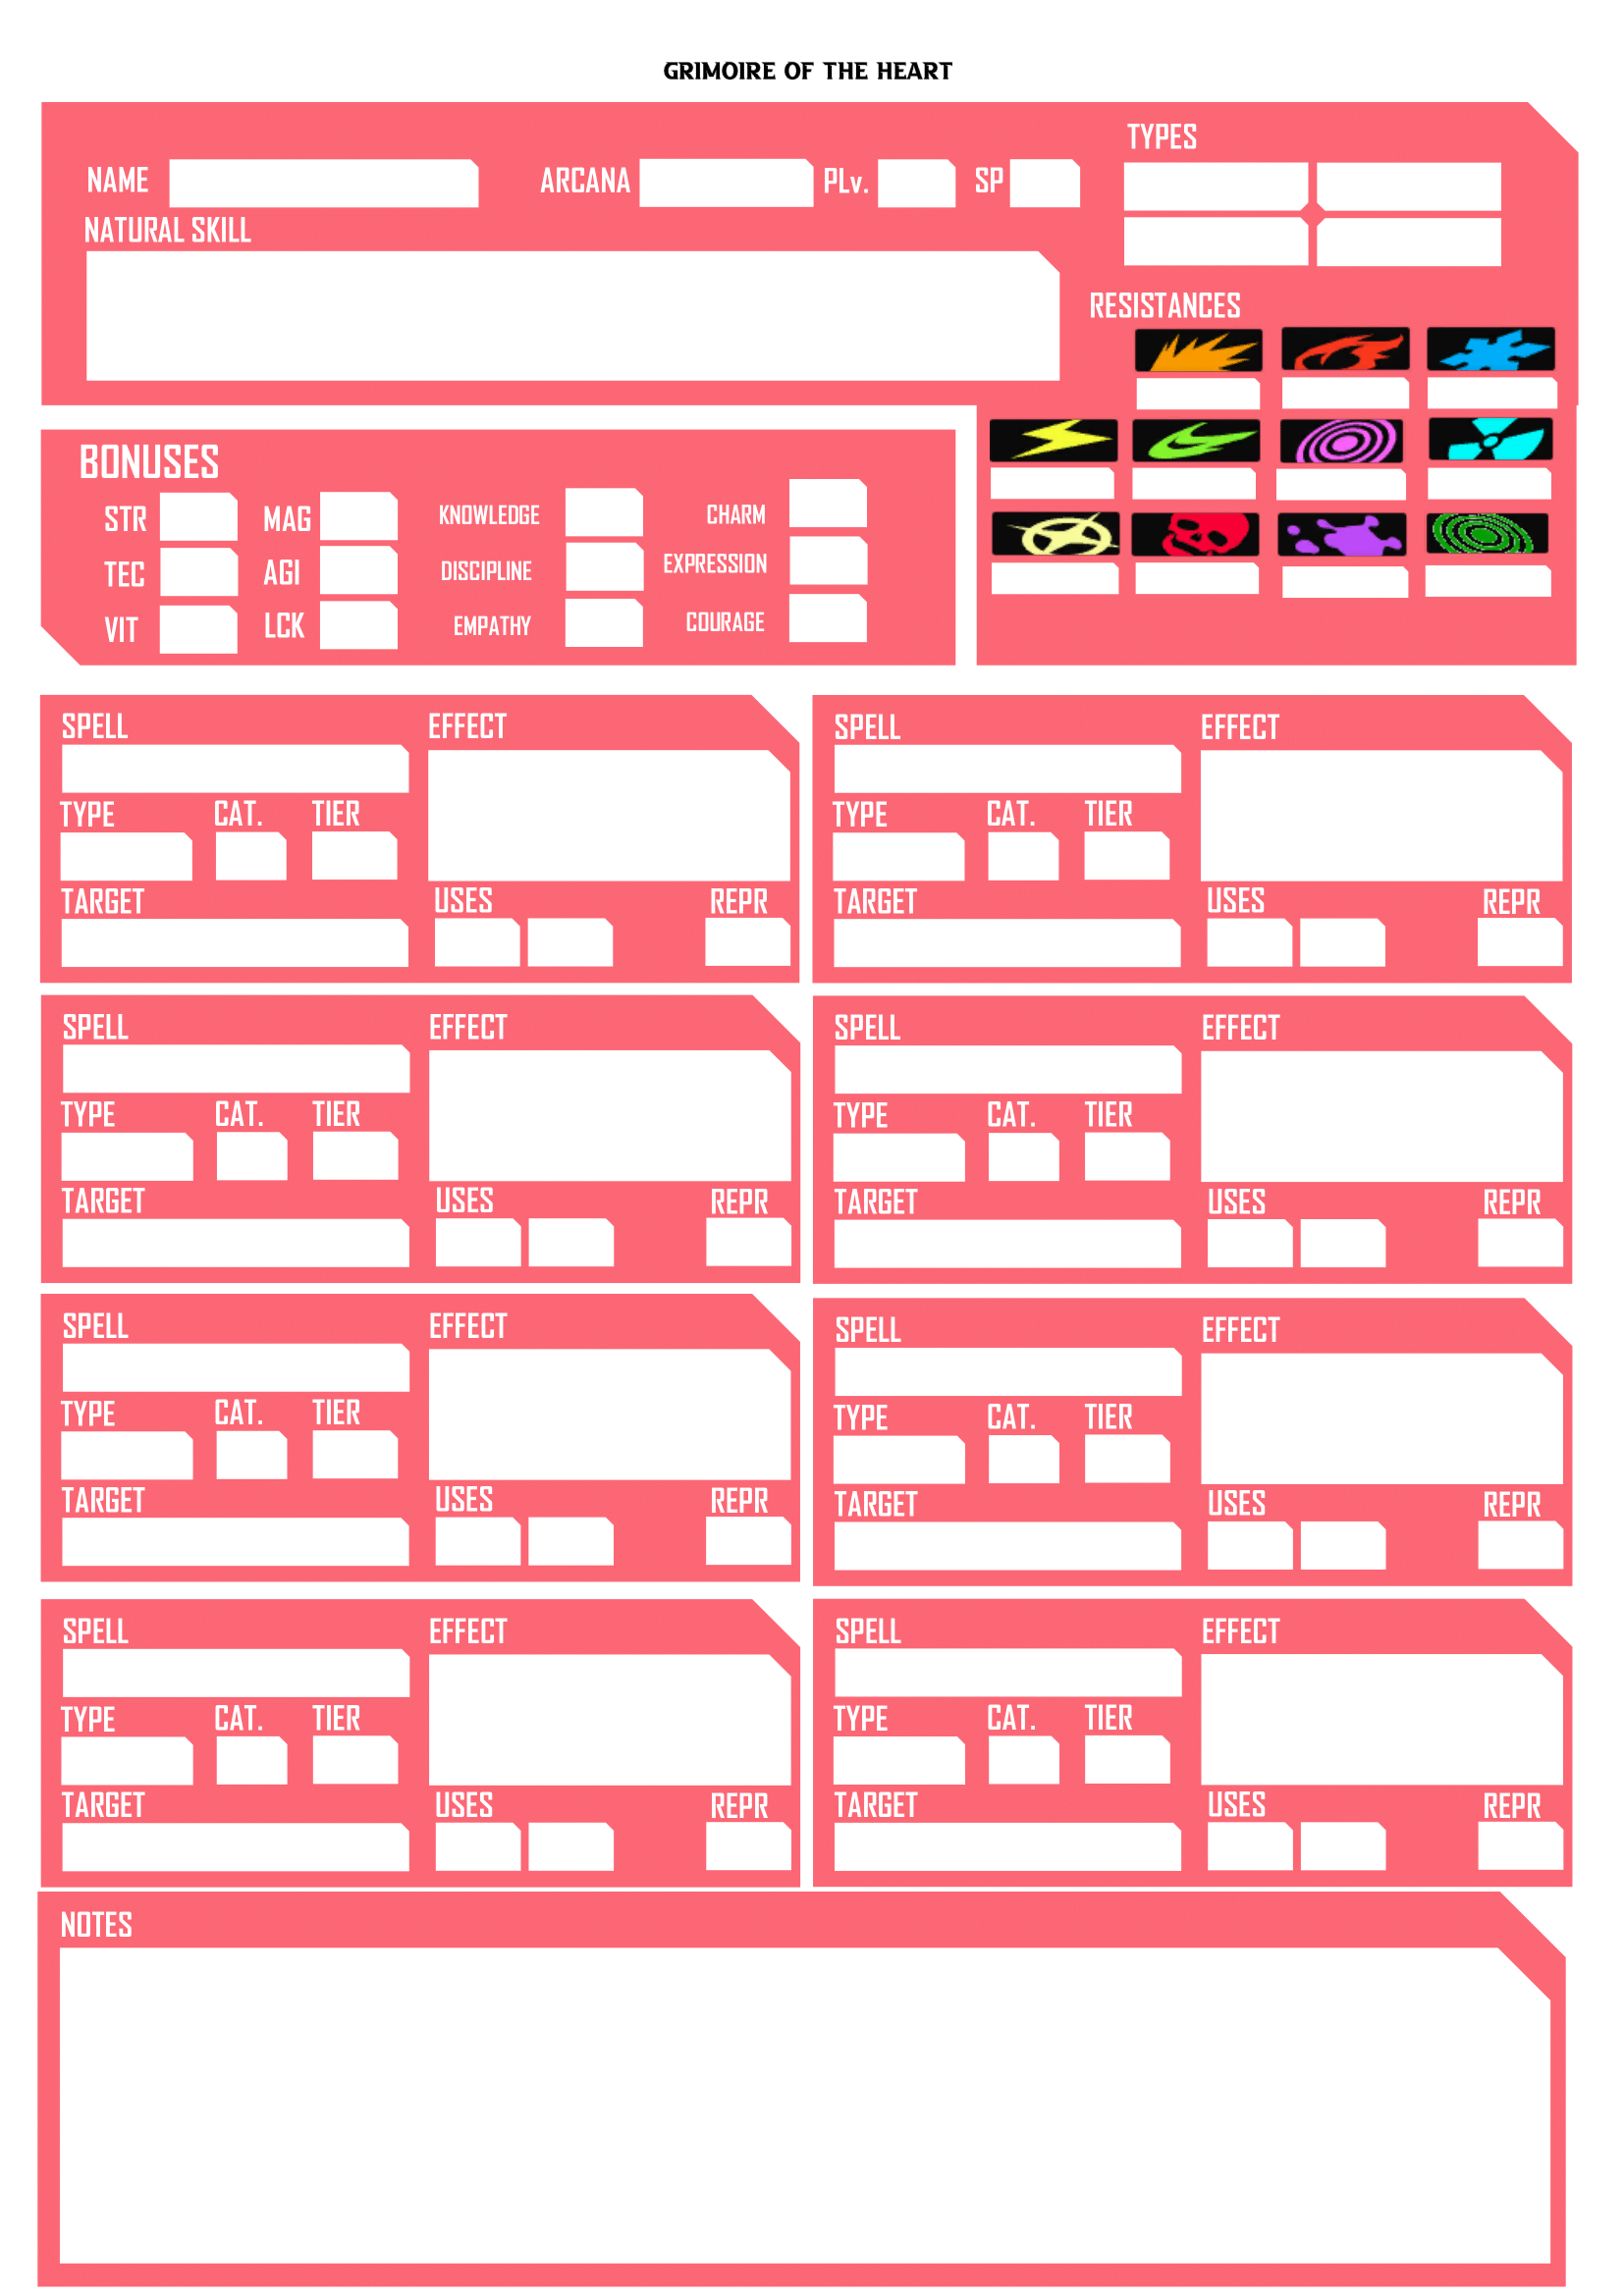 GRIMOIRE OF THE HEART
TYPES
NAME ARCANA PLv. SP
NATURAL SKILL
RESISTANCES
BONUSES
STR MAG KNOWLEDGE CHARM
TEC AGI DISCIPLINE EXPRESSION
VIT LCK EMPATHY COURAGE
SPELL EFFECT SPELL EFFECT
TYPE CAT. TIER TYPE CAT. TIER
TARGET USES REPR TARGET USES REPR
SPELL EFFECT SPELL EFFECT
TYPE CAT. TIER TYPE CAT. TIER
TARGET USES REPR TARGET USES REPR
SPELL EFFECT SPELL EFFECT
TYPE CAT. TIER TYPE CAT. TIER
TARGET USES REPR TARGET USES REPR
SPELL EFFECT SPELL EFFECT
TYPE CAT. TIER TYPE CAT. TIER
TARGET USES REPR TARGET USES REPR
NOTES